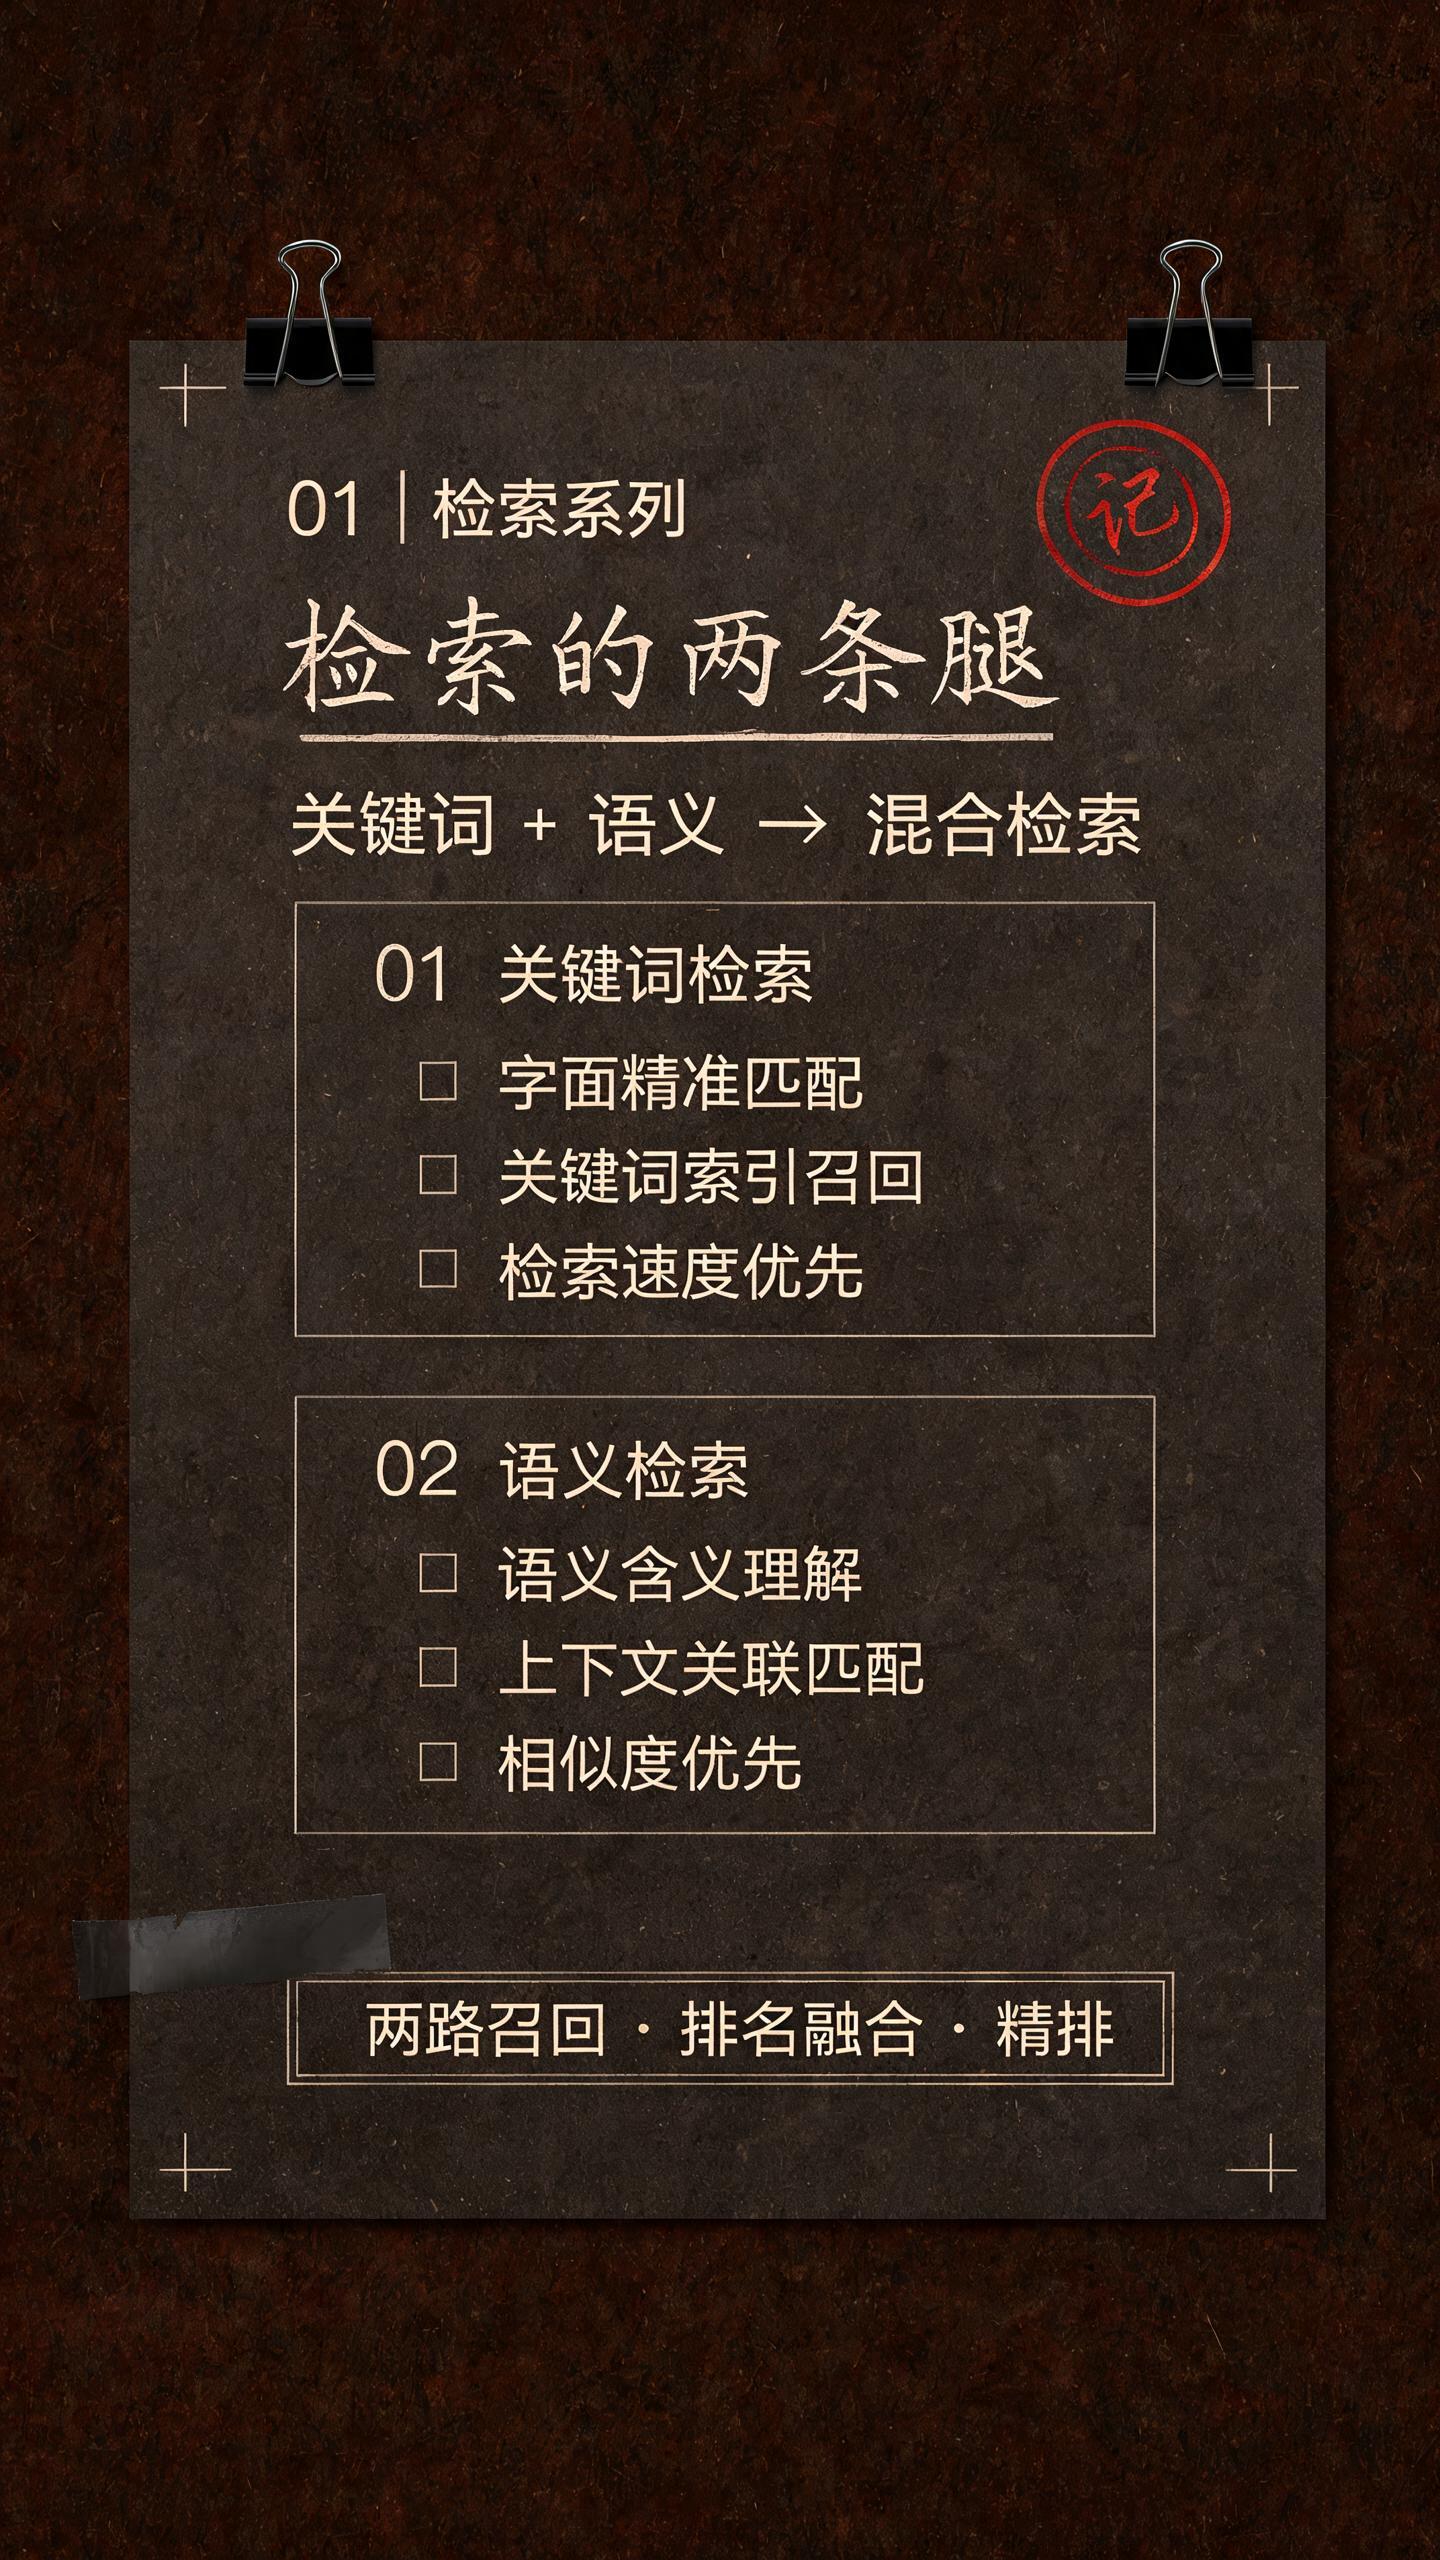 01 | 检索系列
记
检索的两条腿
关键词 + 语义 → 混合检索
01 关键词检索
□ 字面精准匹配
□ 关键词索引召回
□ 检索速度优先
02 语义检索
□ 语义含义理解
□ 上下文关联匹配
□ 相似度优先
两路召回 · 排名融合 · 精排